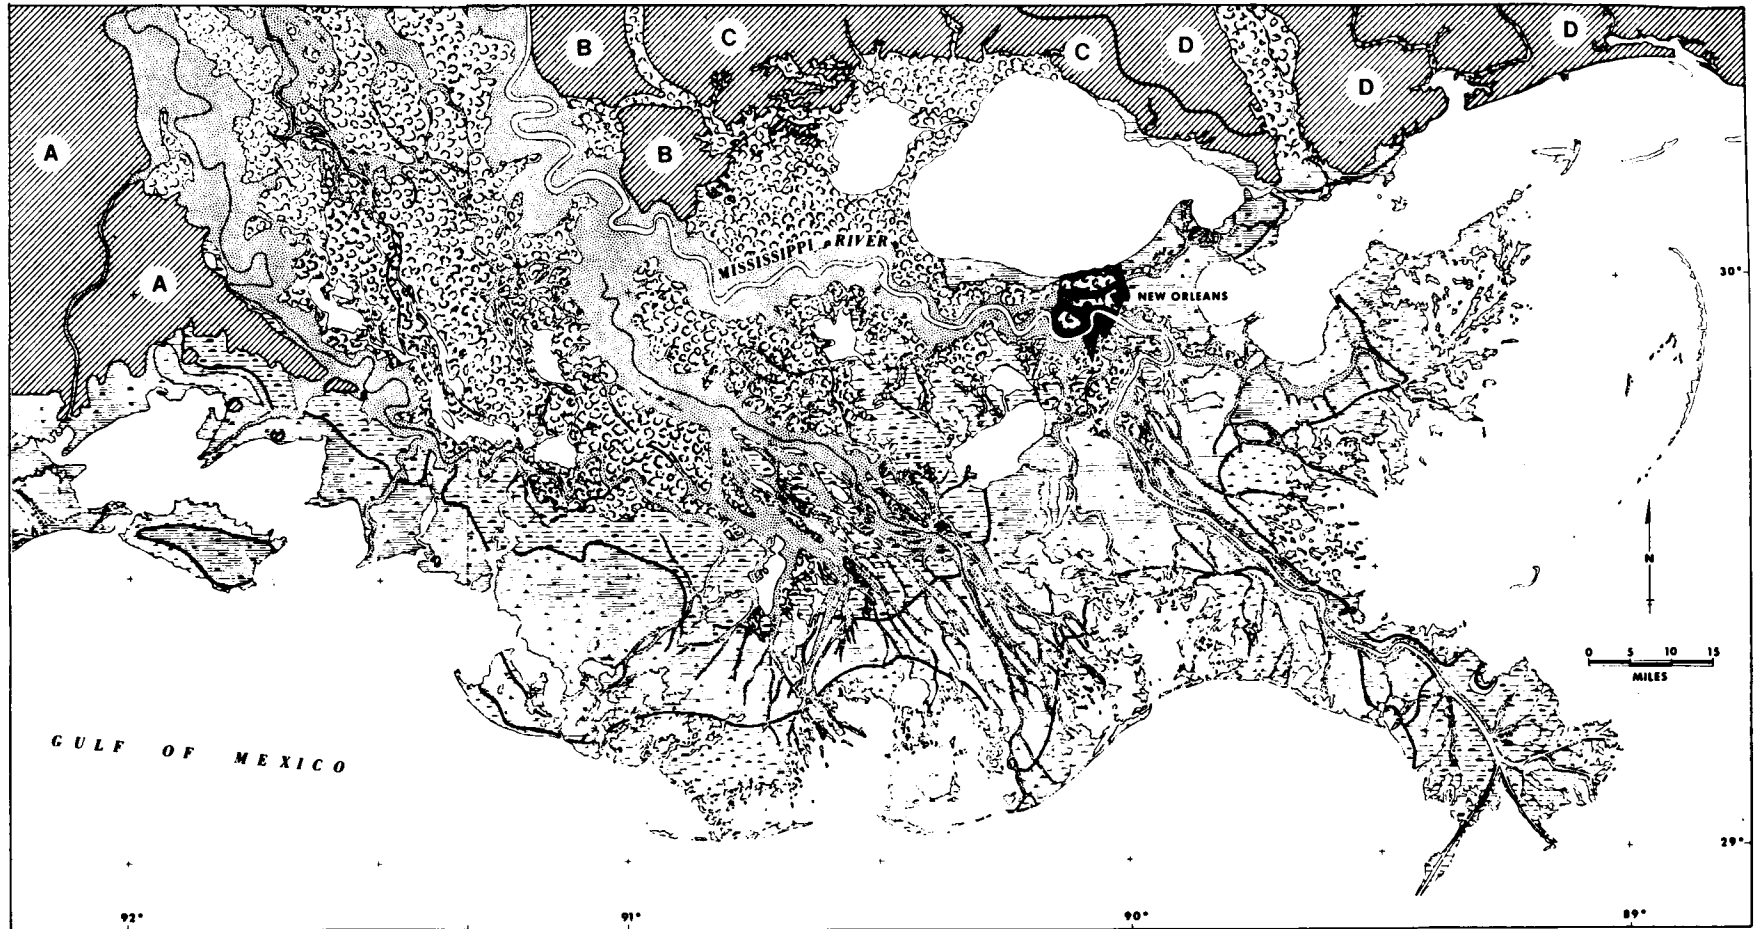 B
C
C
D
D
D
A
B
A
MISSISSIPPI RIVER
NEW ORLEANS
30°
N
0 5 10 15
MILES
GULF OF MEXICO
29°
92° 91° 90° 89°